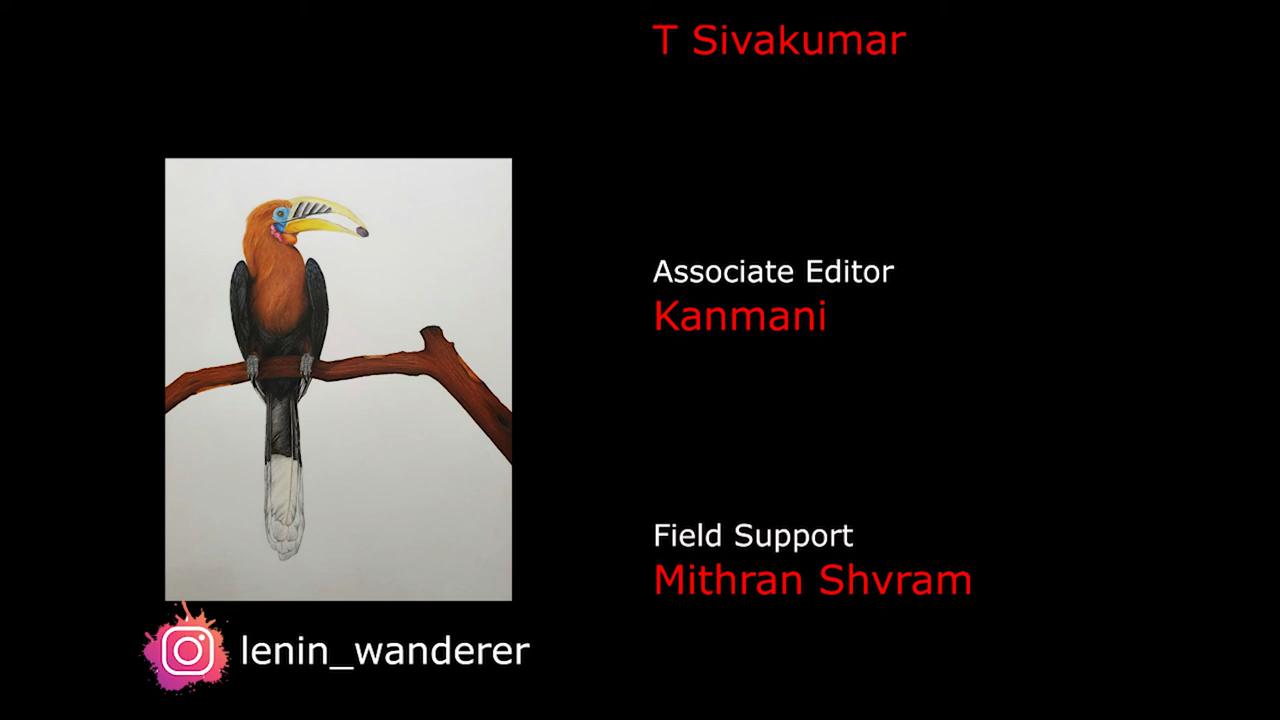 T Sivakumar
Associate Editor
Kanmani
Field Support
Mithran Shvram
lenin_wanderer